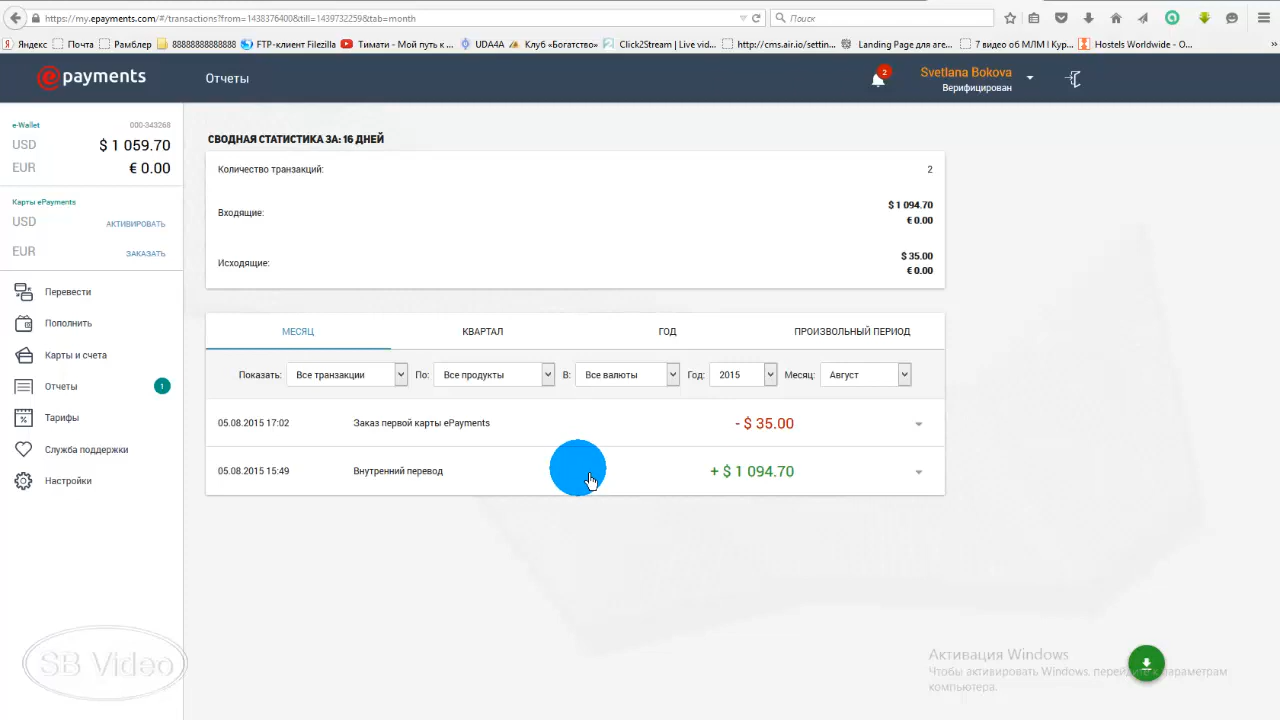 https://my.epayments.com/#/transactions?from=1438376400&till=1439732259&tab=month
Поиск
Яндекс Почта Рамблер 88888888888888 FTP-клиент Filezilla Тимати - Мой путь к ... UDA4A Клуб «Богатство» Click2Stream | Live vid... http://cms.air.io/settin... Landing Page для аге... 7 видео об МЛМ | Кур... Hostels Worldwide - O...
epayments
Отчеты
2
Svetlana Bokova
Верифицирован
e-Wallet 000-343268
USD $ 1 059.70
EUR € 0.00
Карты ePayments
USD АКТИВИРОВАТЬ
EUR ЗАКАЗАТЬ
Перевести
Пополнить
Карты и счета
Отчеты 1
Тарифы
Служба поддержки
Настройки
СВОДНАЯ СТАТИСТИКА ЗА: 16 ДНЕЙ
Количество транзакций: 2
Входящие: $ 1 094.70
€ 0.00
Исходящие: $ 35.00
€ 0.00
МЕСЯЦ КВАРТАЛ ГОД ПРОИЗВОЛЬНЫЙ ПЕРИОД
Показать: Все транзакции По: Все продукты В: Все валюты Год: 2015 Месяц: Август
05.08.2015 17:02 Заказ первой карты ePayments - $ 35.00
05.08.2015 15:49 Внутренний перевод + $ 1 094.70
SB Video
Активация Windows
Чтобы активировать Windows, перейдите к параметрам
компьютера.